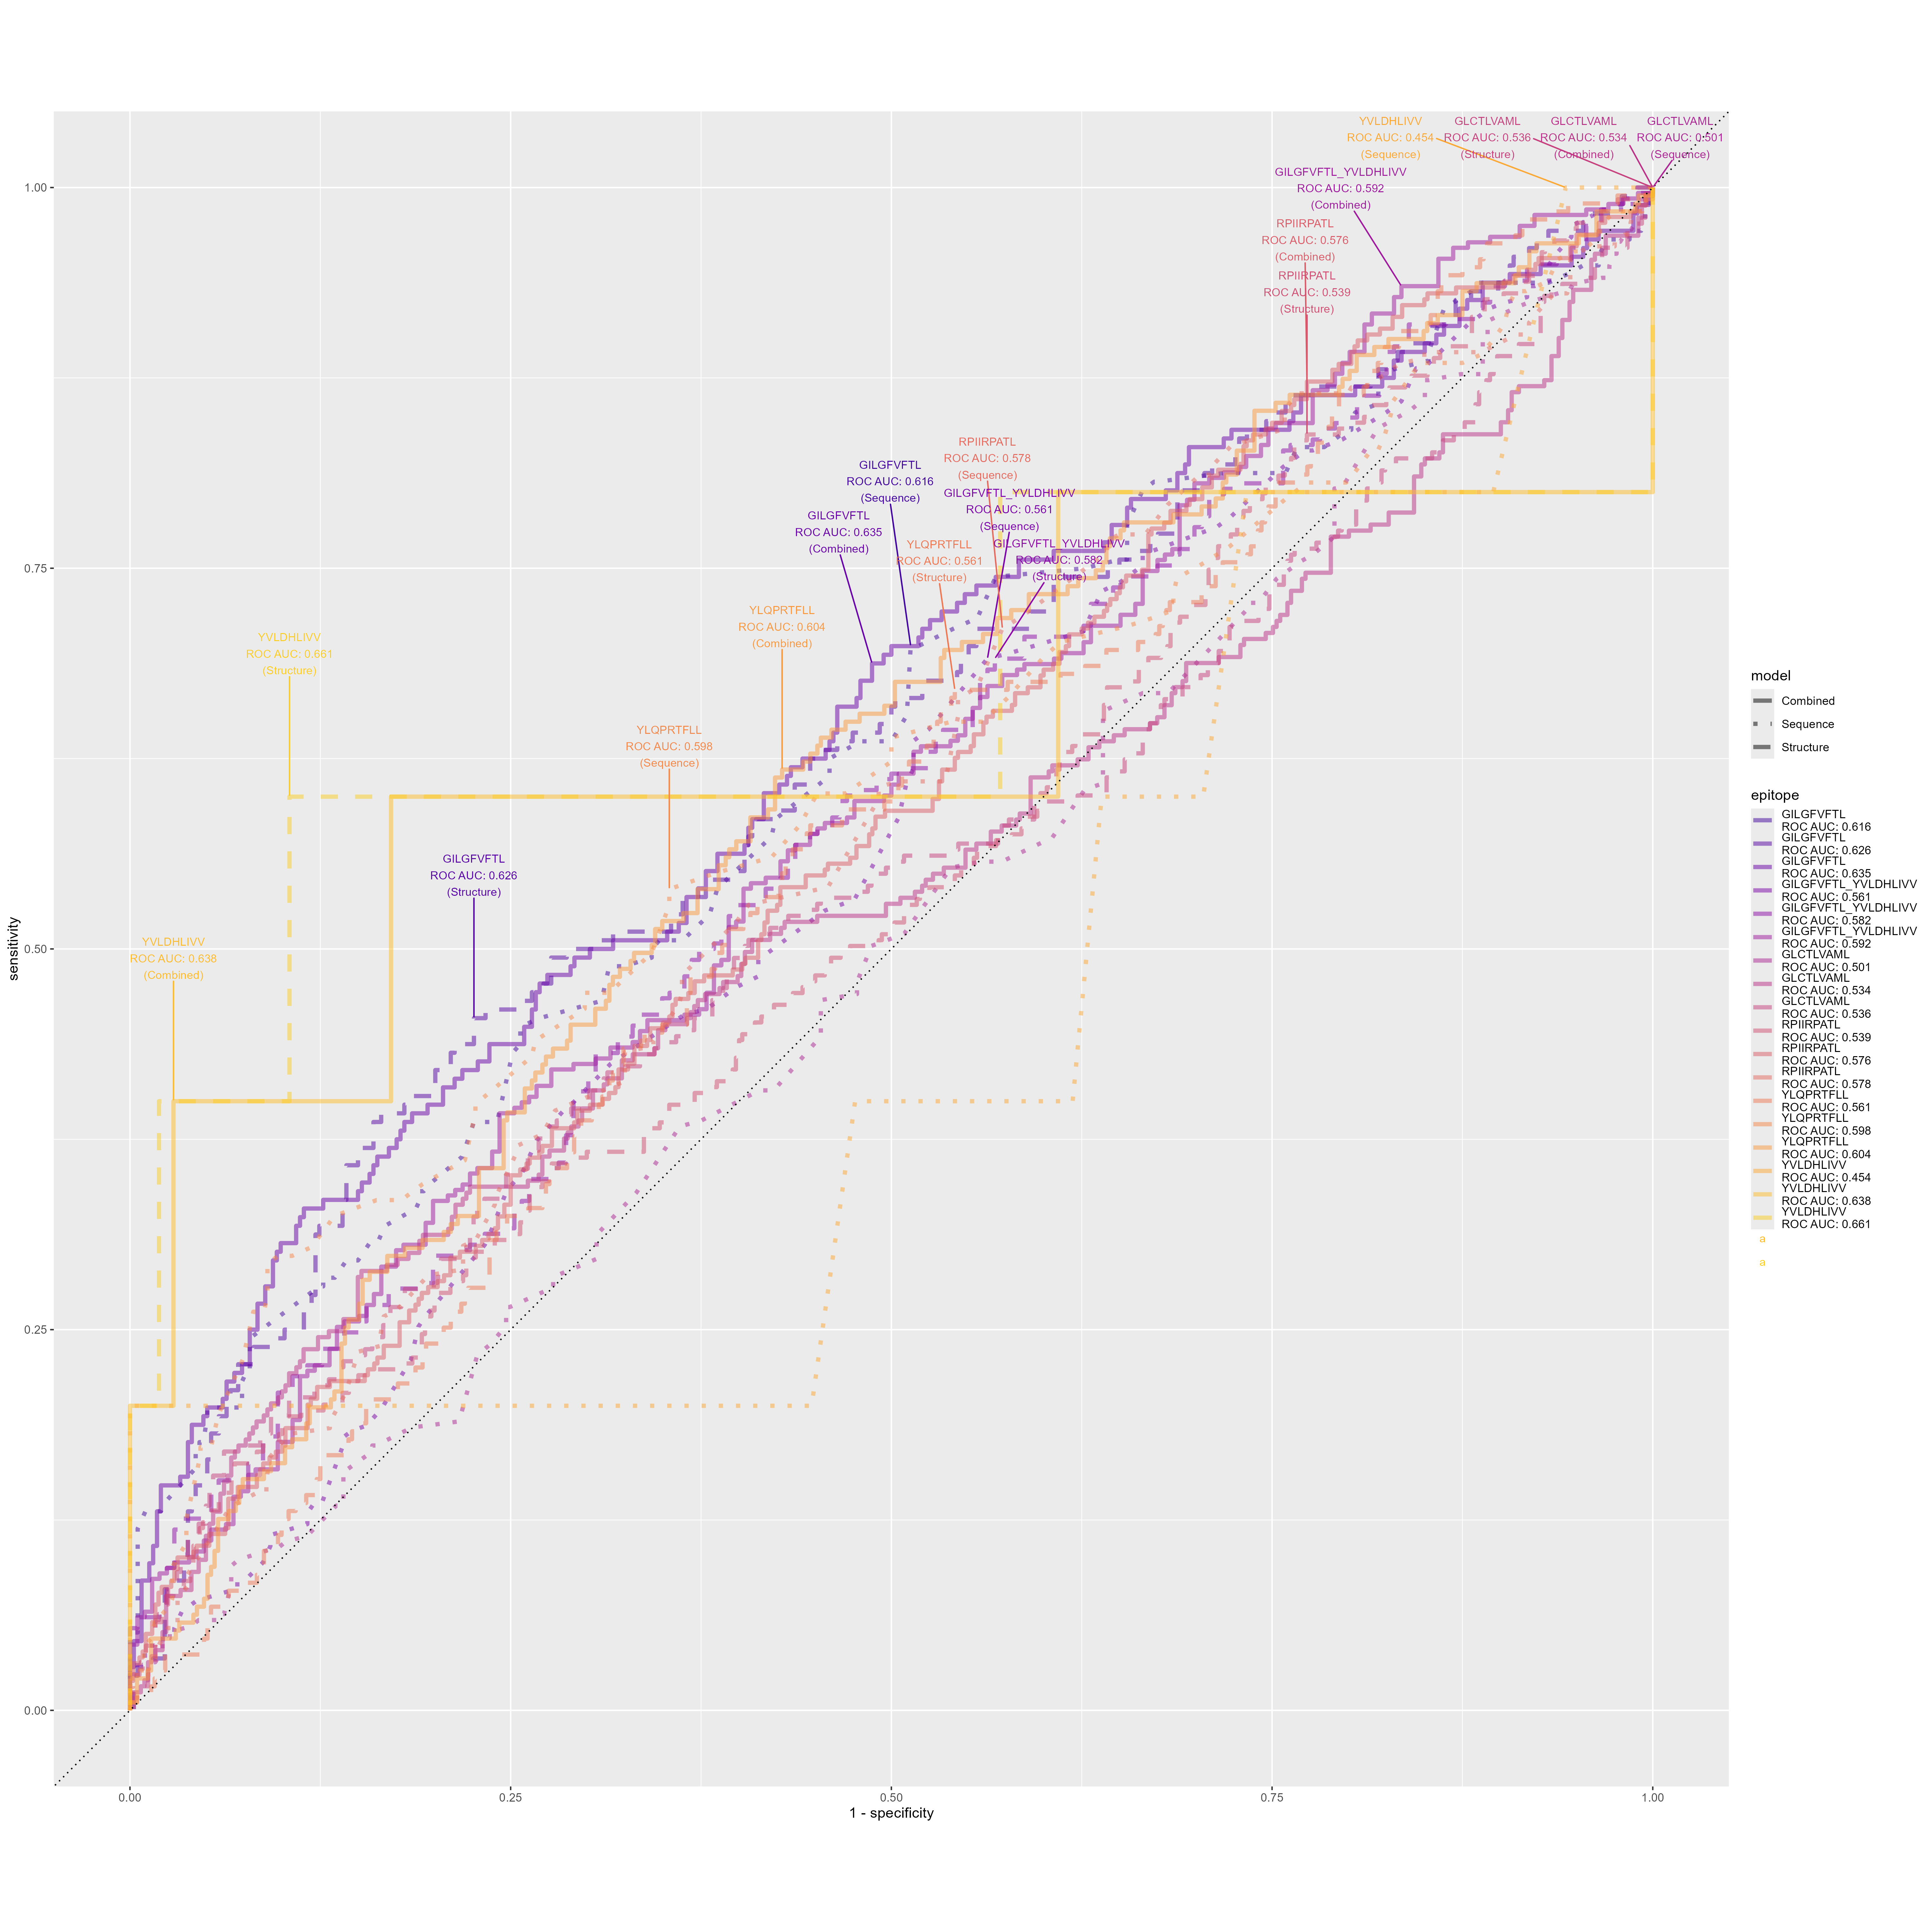 YVLDHLIVV
ROC AUC: 0.454
(Sequence)
GLCTLVAML
ROC AUC: 0.536
(Structure)
GLCTLVAML
ROC AUC: 0.534
(Combined)
GLCTLVAML
ROC AUC: 0.501
(Sequence)
GILGFVFTL_YVLDHLIVV
ROC AUC: 0.592
(Combined)
RPIIRPATL
ROC AUC: 0.576
(Combined)
RPIIRPATL
ROC AUC: 0.539
(Structure)
RPIIRPATL
ROC AUC: 0.578
(Sequence)
GILGFVFTL
ROC AUC: 0.616
(Sequence)
GILGFVFTL_YVLDHLIVV
ROC AUC: 0.561
(Sequence)
GILGFVFTL
ROC AUC: 0.635
(Combined)
YLQPRTFLL
ROC AUC: 0.561
(Structure)
GILGFVFTL_YVLDHLIVV
ROC AUC: 0.582
(Structure)
YLQPRTFLL
ROC AUC: 0.604
(Combined)
YVLDHLIVV
ROC AUC: 0.661
(Structure)
YLQPRTFLL
ROC AUC: 0.598
(Sequence)
GILGFVFTL
ROC AUC: 0.626
(Structure)
YVLDHLIVV
ROC AUC: 0.638
(Combined)
1.00
0.75
0.50
0.25
0.00
sensitivity
0.00
0.25
0.50
0.75
1.00
1 - specificity
model
Combined
Sequence
Structure
epitope
GILGFVFTL
ROC AUC: 0.616
GILGFVFTL
ROC AUC: 0.626
GILGFVFTL
ROC AUC: 0.635
GILGFVFTL_YVLDHLIVV
ROC AUC: 0.561
GILGFVFTL_YVLDHLIVV
ROC AUC: 0.582
GILGFVFTL_YVLDHLIVV
ROC AUC: 0.592
GLCTLVAML
ROC AUC: 0.501
GLCTLVAML
ROC AUC: 0.534
GLCTLVAML
ROC AUC: 0.536
RPIIRPATL
ROC AUC: 0.539
RPIIRPATL
ROC AUC: 0.576
RPIIRPATL
ROC AUC: 0.578
YLQPRTFLL
ROC AUC: 0.561
YLQPRTFLL
ROC AUC: 0.598
YLQPRTFLL
ROC AUC: 0.604
YVLDHLIVV
ROC AUC: 0.454
YVLDHLIVV
ROC AUC: 0.638
YVLDHLIVV
ROC AUC: 0.661
a
a